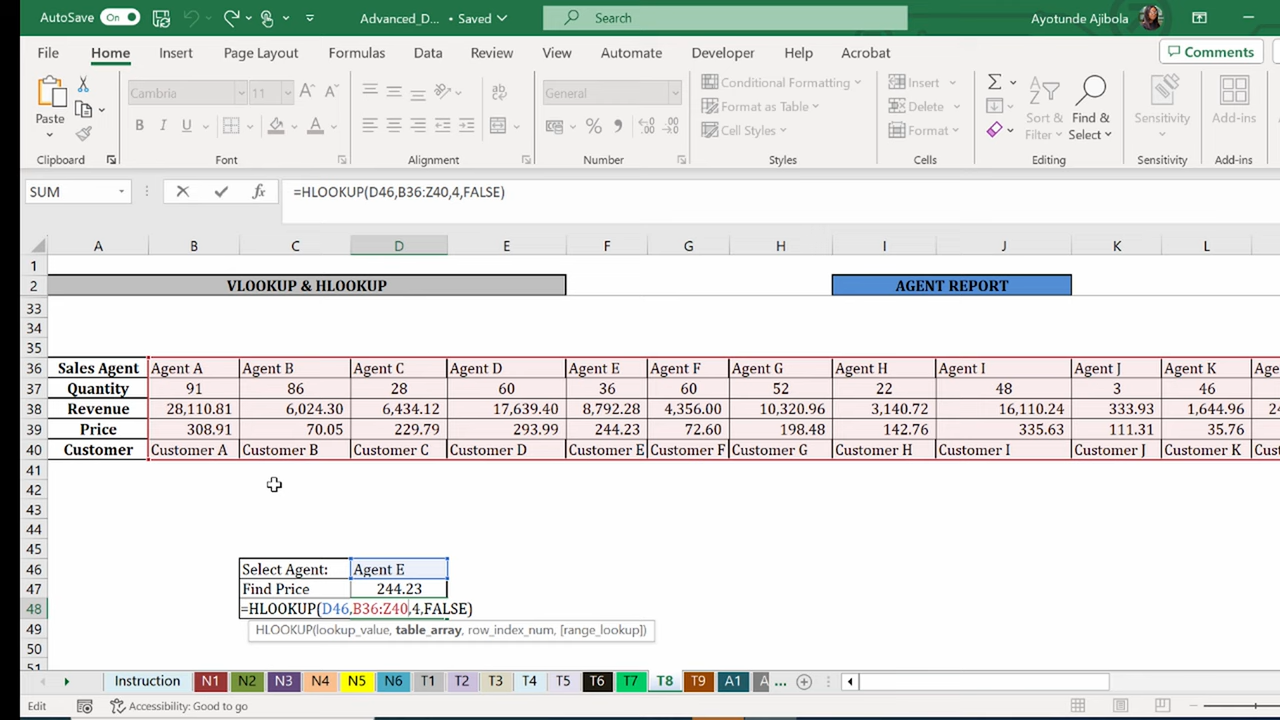 AutoSave On Advanced_D... • Saved Search Ayotunde Ajibola
File Home Insert Page Layout Formulas Data Review View Automate Developer Help Acrobat Comments
Paste Cambria 11 General Conditional Formatting Insert Sort & Filter Find & Select Sensitivity Add-ins
Format as Table Delete
B I U Cell Styles Format
Clipboard Font Alignment Number Styles Cells Editing Sensitivity Add-ins
SUM fx =HLOOKUP(D46,B36:Z40,4,FALSE)
A B C D E F G H I J K L
1
2 VLOOKUP & HLOOKUP AGENT REPORT
33
34
35
36 Sales Agent Agent A Agent B Agent C Agent D Agent E Agent F Agent G Agent H Agent I Agent J Agent K Age
37 Quantity 91 86 28 60 36 60 52 22 48 3 46
38 Revenue 28,110.81 6,024.30 6,434.12 17,639.40 8,792.28 4,356.00 10,320.96 3,140.72 16,110.24 333.93 1,644.96 2
39 Price 308.91 70.05 229.79 293.99 244.23 72.60 198.48 142.76 335.63 111.31 35.76
40 Customer Customer A Customer B Customer C Customer D Customer E Customer F Customer G Customer H Customer I Customer J Customer K Cust
41
42
43
44
45
46 Select Agent: Agent E
47 Find Price 244.23
48 =HLOOKUP(D46,B36:Z40,4,FALSE)
49 HLOOKUP(lookup_value, table_array, row_index_num, [range_lookup])
50
51
Instruction N1 N2 N3 N4 N5 N6 T1 T2 T3 T4 T5 T6 T7 T8 T9 A1 A ...
Edit Accessibility: Good to go